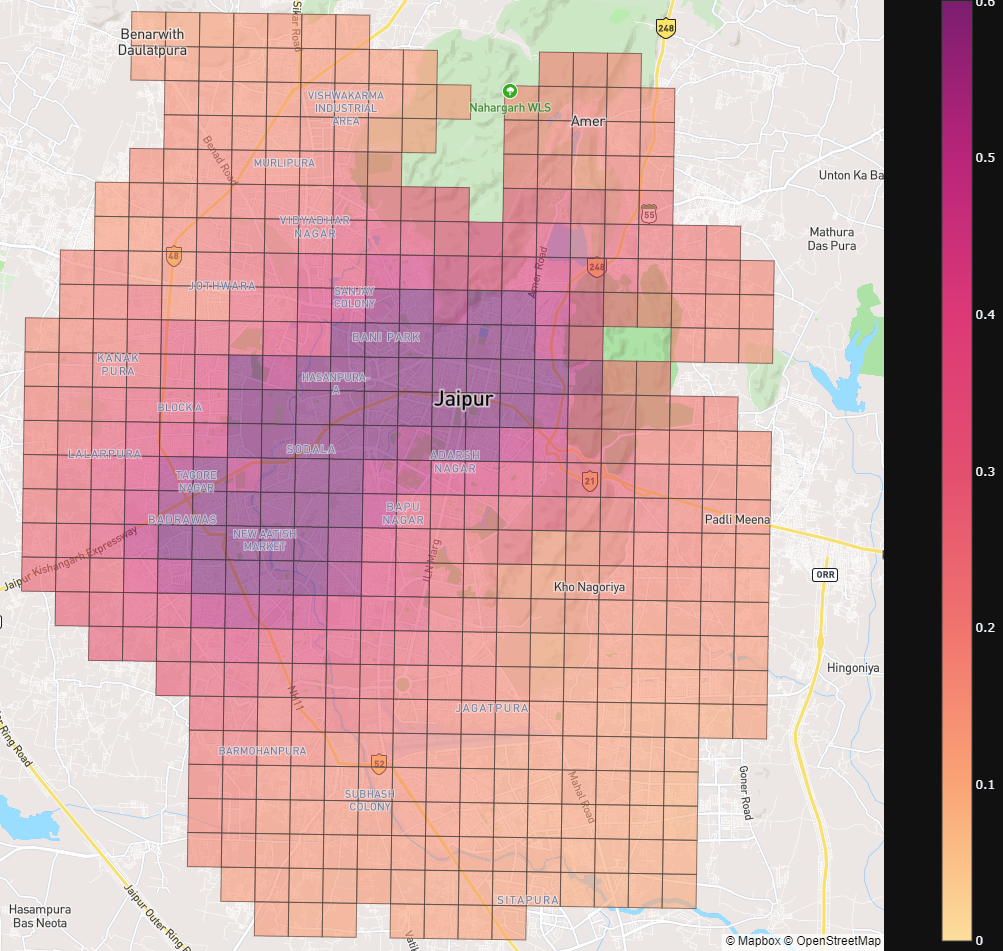 Sikar Road
248
0.6
Benarwith
Daulatpura
VISHWAKARMA
INDUSTRIAL
AREA
Nahargarh WLS
Amer
Benad Road
0.5
MURLIPURA
Unton Ka Ba
55
VIDYADHAR
NAGAR
Mathura
Das Pura
48
Amer Road
248
JOTHWARA
SANJAY
COLONY
0.4
BANI PARK
KANAK
PURA
HASANPURA-
A
Jaipur
BLOCK A
LALARPURA
SODALA
ADARSH
NAGAR
0.3
TAGORE
NAGAR
21
BADRAWAS
BAPU
NAGAR
Padli Meena
NEW AATISH
MARKET
Jaipur Kishangarh Expressway
JLN Marg
ORR
Kho Nagoriya
0.2
Hingoniya
NH11
JAGATPURA
Ring Road
BARMOHANPURA
52
Mahal Road
Goner Road
0.1
SUBHASH
COLONY
Jaipur Outer Ring R
SITAPURA
Hasampura
Bas Neota
Vatik
0
© Mapbox © OpenStreetMap